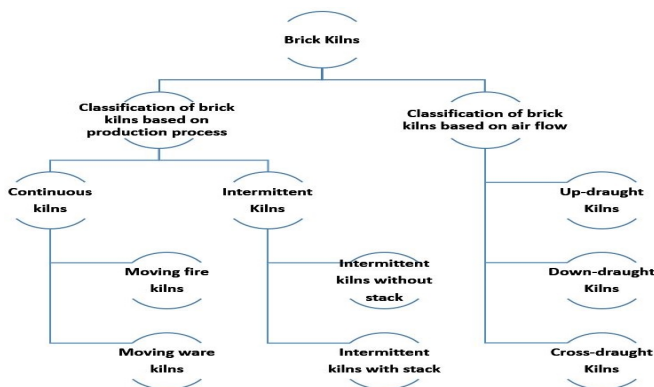 Brick Kilns
Classification of brick
kilns based on
production process
Classification of brick
kilns based on air flow
Continuous
kilns
Intermittent
Kilns
Up-draught
Kilns
Moving fire
kilns
Intermittent
kilns without
stack
Down-draught
Kilns
Moving ware
kilns
Intermittent
kilns with stack
Cross-draught
Kilns